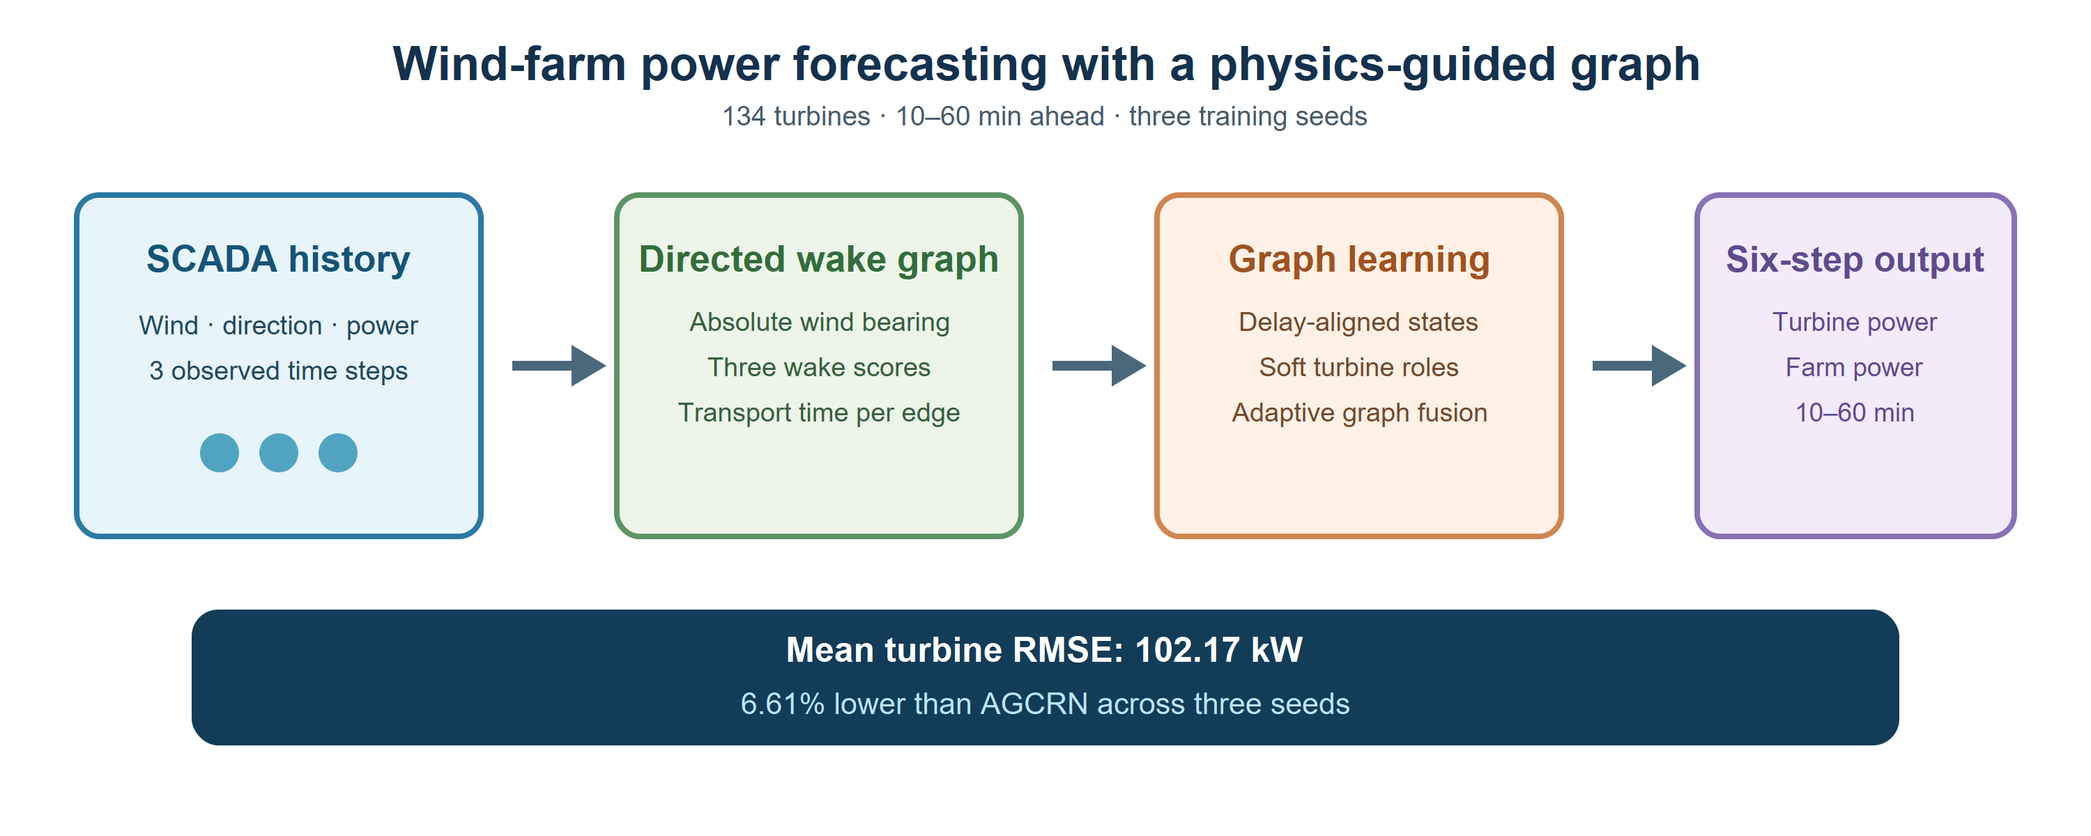 Wind-farm power forecasting with a physics-guided graph
134 turbines · 10–60 min ahead · three training seeds
SCADA history
Wind · direction · power
3 observed time steps
Directed wake graph
Absolute wind bearing
Three wake scores
Transport time per edge
Graph learning
Delay-aligned states
Soft turbine roles
Adaptive graph fusion
Six-step output
Turbine power
Farm power
10–60 min
Mean turbine RMSE: 102.17 kW
6.61% lower than AGCRN across three seeds